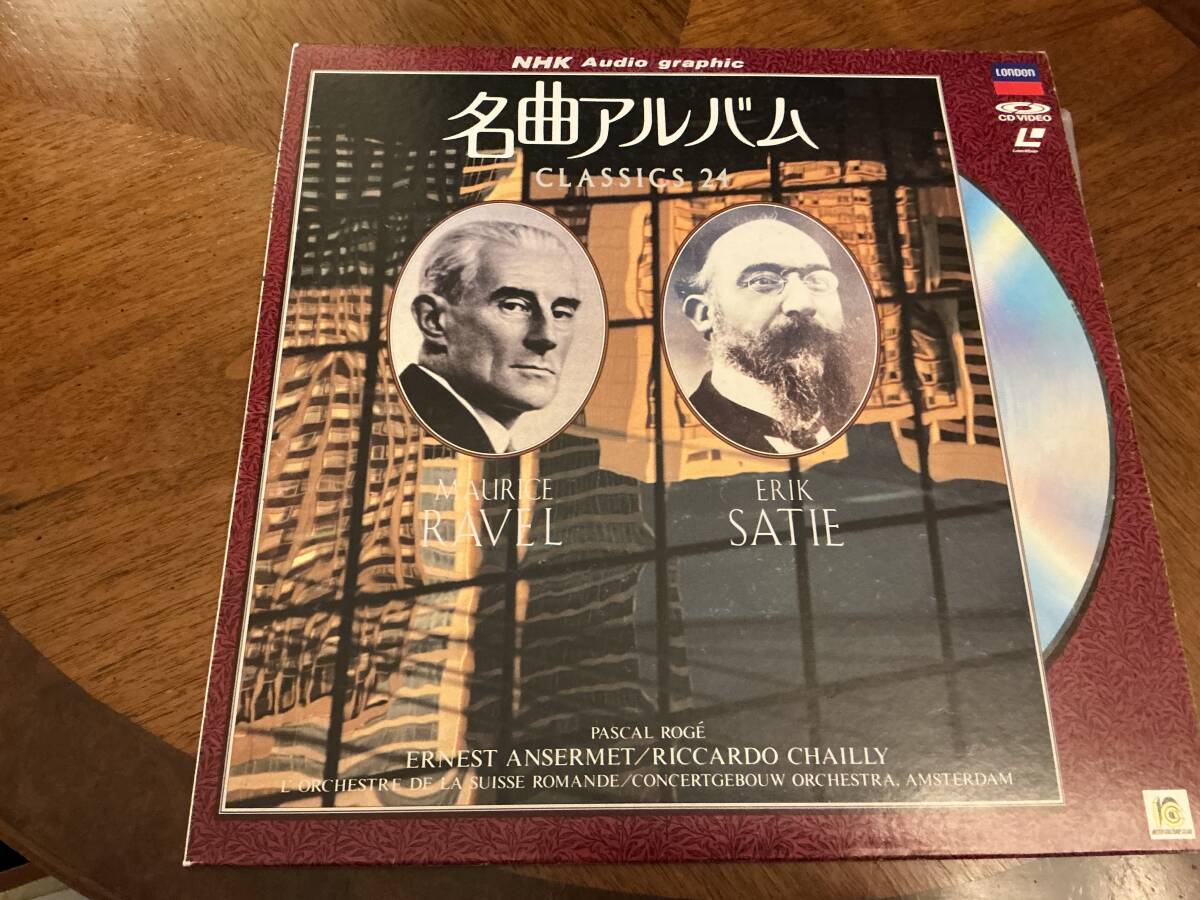 NHK Audio graphic
LONDON
名曲アルバム
CD VIDEO
LaserVision
CLASSICS 24
MAURICE
RAVEL
ERIK
SATIE
PASCAL ROGÉ
ERNEST ANSERMET/RICCARDO CHAILLY
L'ORCHESTRE DE LA SUISSE ROMANDE/CONCERTGEBOUW ORCHESTRA, AMSTERDAM